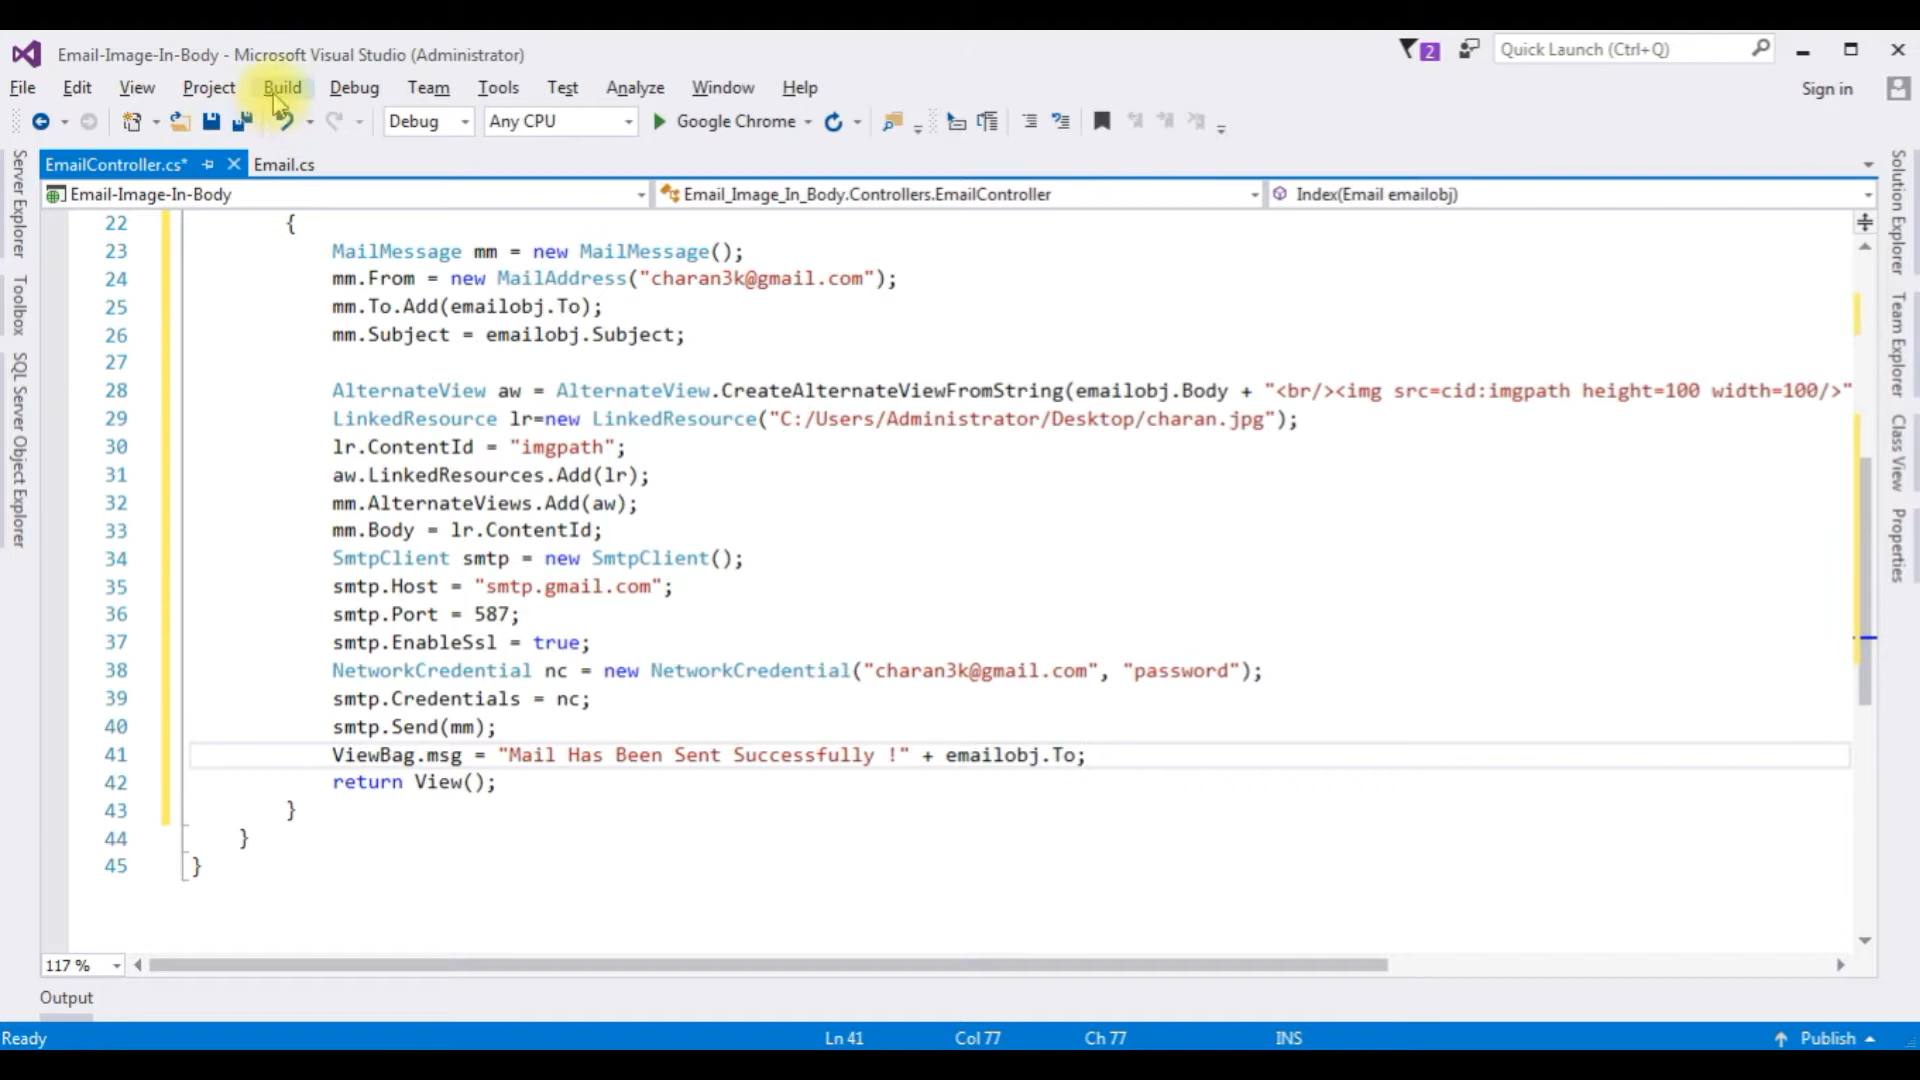 Email-Image-In-Body - Microsoft Visual Studio (Administrator)
2
Quick Launch (Ctrl+Q)
File Edit View Project Build Debug Team Tools Test Analyze Window Help
Sign in
Debug Any CPU Google Chrome
EmailController.cs* Email.cs
Email-Image-In-Body Email_Image_In_Body.Controllers.EmailController Index(Email emailobj)
Server Explorer
Toolbox
SQL Server Object Explorer
22 {
23 MailMessage mm = new MailMessage();
24 mm.From = new MailAddress("charan3k@gmail.com");
25 mm.To.Add(emailobj.To);
26 mm.Subject = emailobj.Subject;
27
28 AlternateView aw = AlternateView.CreateAlternateViewFromString(emailobj.Body + "<br/><img src=cid:imgpath height=100 width=100/>"
29 LinkedResource lr=new LinkedResource("C:/Users/Administrator/Desktop/charan.jpg");
30 lr.ContentId = "imgpath";
31 aw.LinkedResources.Add(lr);
32 mm.AlternateViews.Add(aw);
33 mm.Body = lr.ContentId;
34 SmtpClient smtp = new SmtpClient();
35 smtp.Host = "smtp.gmail.com";
36 smtp.Port = 587;
37 smtp.EnableSsl = true;
38 NetworkCredential nc = new NetworkCredential("charan3k@gmail.com", "password");
39 smtp.Credentials = nc;
40 smtp.Send(mm);
41 ViewBag.msg = "Mail Has Been Sent Successfully !" + emailobj.To;
42 return View();
43 }
44 }
45 }
Solution Explorer
Team Explorer
Class View
Properties
117 %
Output
Ready Ln 41 Col 77 Ch 77 INS Publish